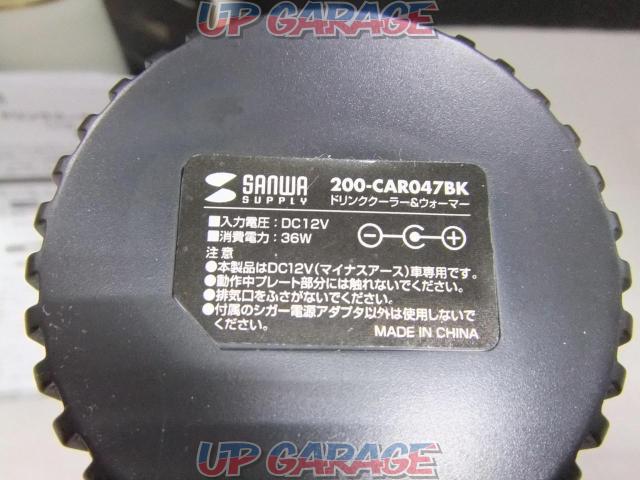 UP GARAGE
SANWA SUPPLY 200-CAR047BK
ドリンククーラー&ウォーマー
■入力電圧:DC12V
■消費電力:36W
注意
●本製品はDC12V(マイナスアース)車専用です。
●動作中プレート部分には触れないでください。
●排気口をふさがないでください。
●付属のシガー電源アダプタ以外は使用しないで
ください。
MADE IN CHINA
UP GARAGE